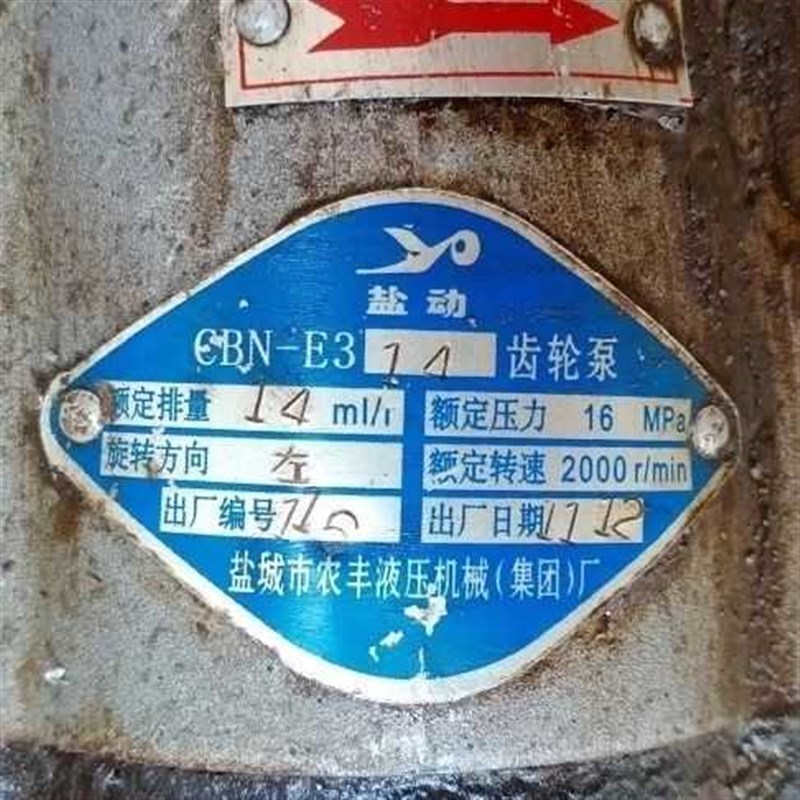 盐动
CBN-E3 14 齿轮泵
额定排量 14 ml/r 额定压力 16 MPa
旋转方向 左 额定转速 2000 r/min
出厂编号 出厂日期 1112
盐城市农丰液压机械(集团)厂